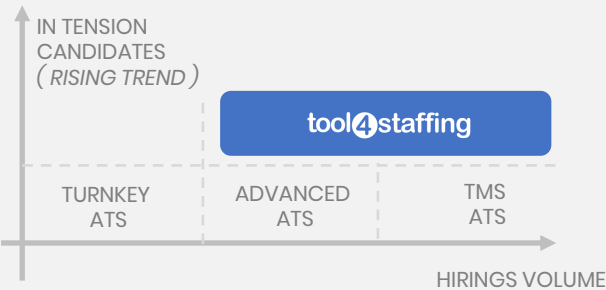 IN TENSION
CANDIDATES
( RISING TREND )
tool4staffing
TURNKEY
ATS
ADVANCED
ATS
TMS
ATS
HIRINGS VOLUME